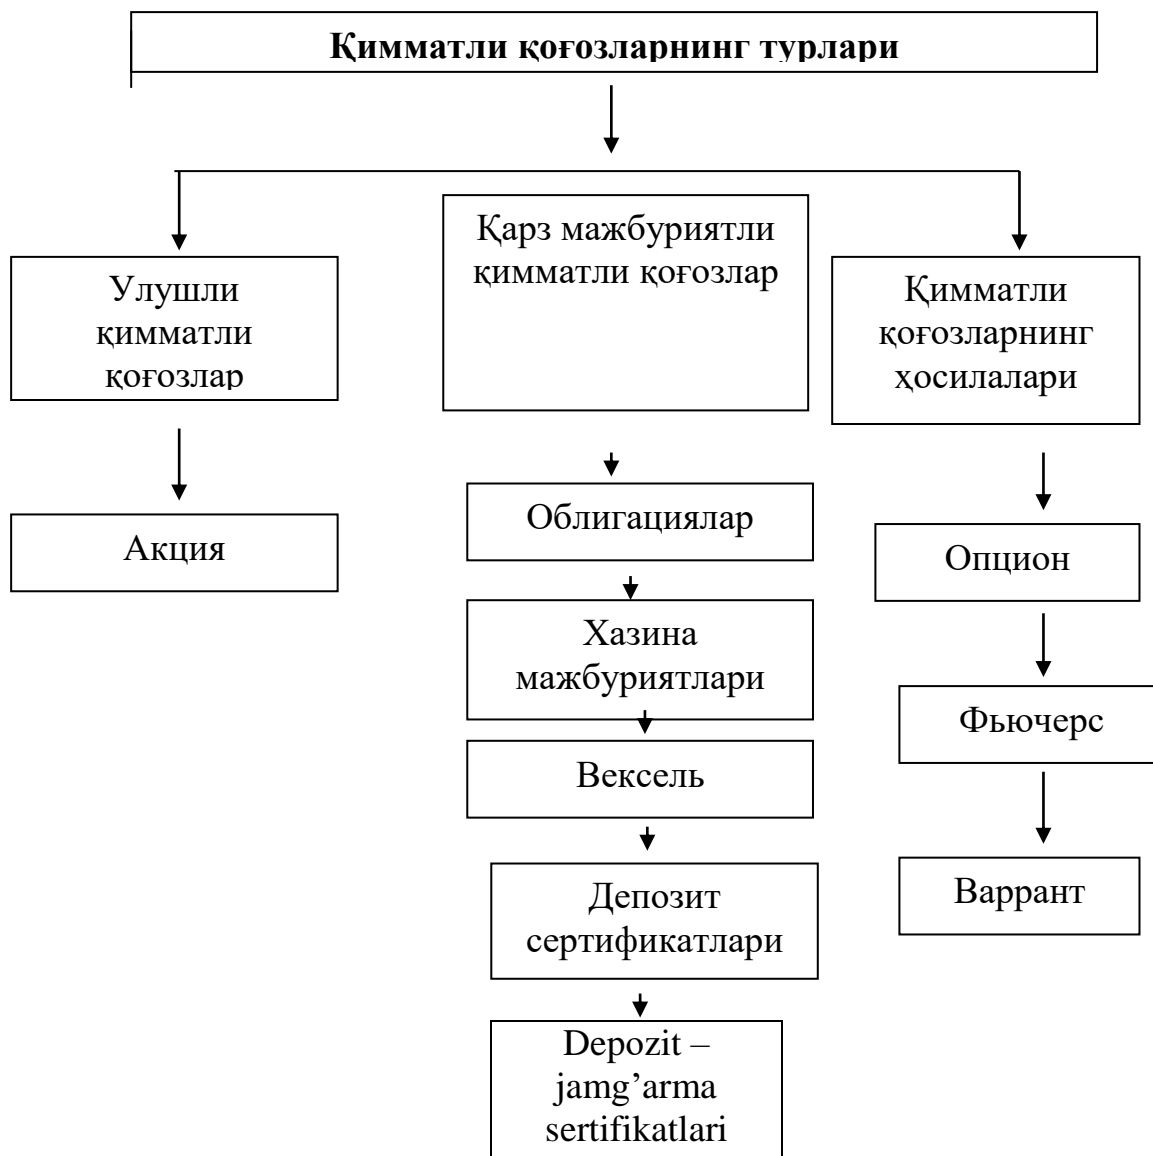 Қимматли қоғозларнинг турлари
Улушли
қимматли
қоғозлар
Қарз мажбуриятли
қимматли қоғозлар
Қимматли
қоғозларнинг
ҳосилалари
Акция
Облигациялар
Хазина
мажбуриятлари
Вексель
Депозит
сертификатлари
Depozit –
jamg’arma
sertifikatlari
Опцион
Фьючерс
Варрант